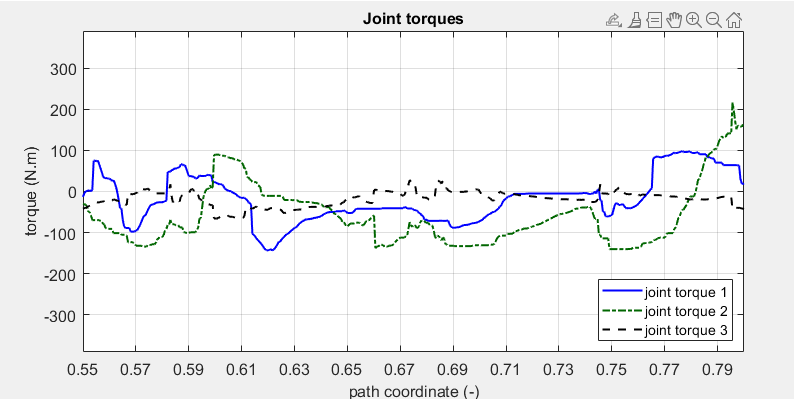 Joint torques
300
200
100
0
-100
-200
-300
torque (N.m)
joint torque 1
joint torque 2
joint torque 3
0.55 0.57 0.59 0.61 0.63 0.65 0.67 0.69 0.71 0.73 0.75 0.77 0.79
path coordinate (-)